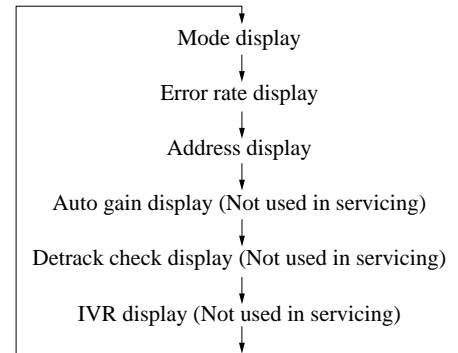 Mode display
Error rate display
Address display
Auto gain display (Not used in servicing)
Detrack check display (Not used in servicing)
IVR display (Not used in servicing)